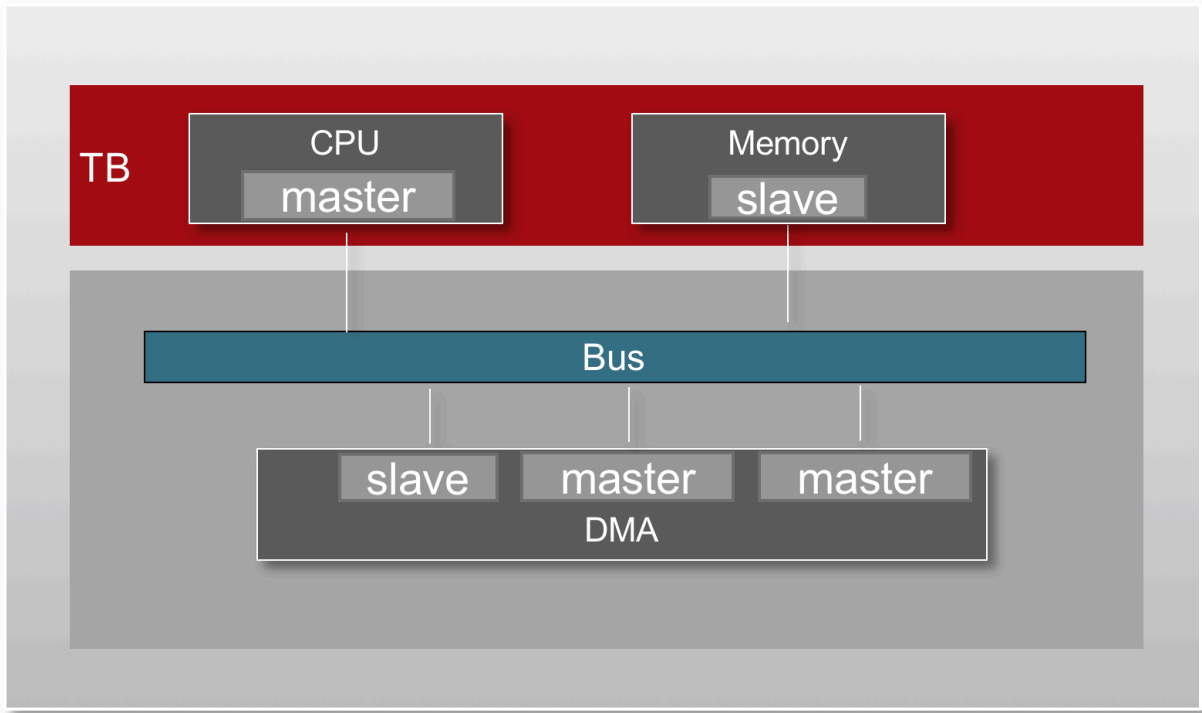 TB
CPU
master
Memory
slave
Bus
slave
master
master
DMA